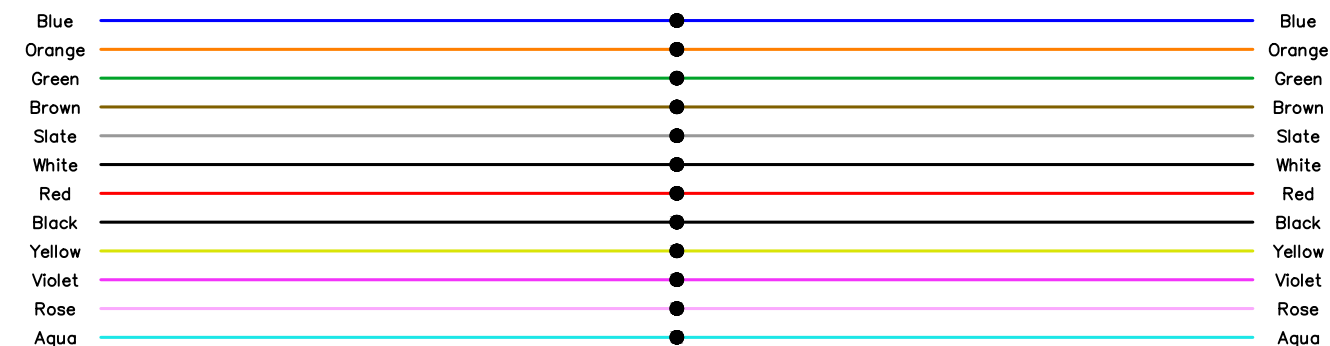 Blue Blue
Orange Orange
Green Green
Brown Brown
Slate Slate
White White
Red Red
Black Black
Yellow Yellow
Violet Violet
Rose Rose
Aqua Aqua